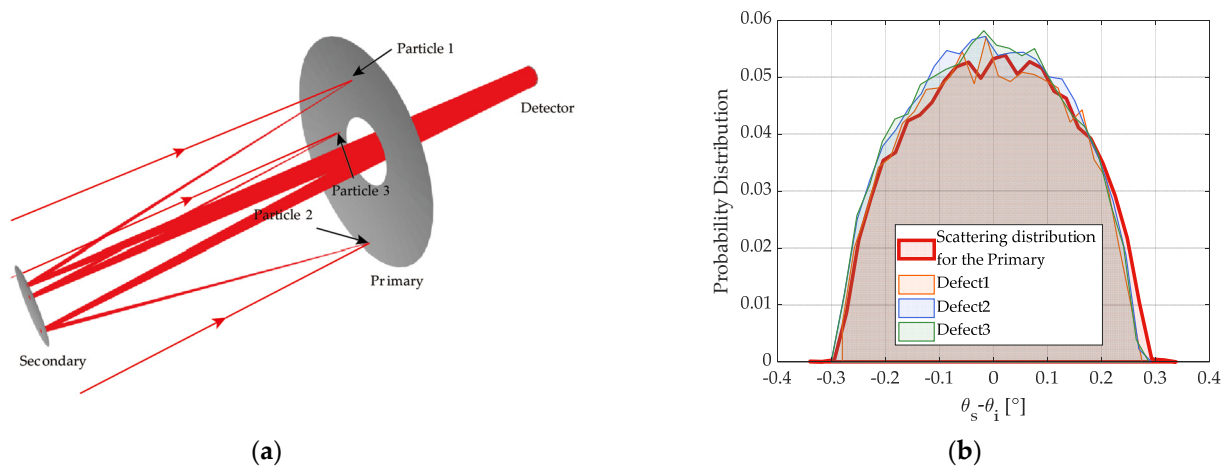 Particle 1
Detector
Particle 3
Particle 2
Primary
Secondary
(a)
0.06
0.05
0.04
0.03
0.02
0.01
0
Probability Distribution
Scattering distribution
for the Primary
Defect1
Defect2
Defect3
-0.4 -0.3 -0.2 -0.1 0 0.1 0.2 0.3 0.4
θs-θi [°]
(b)